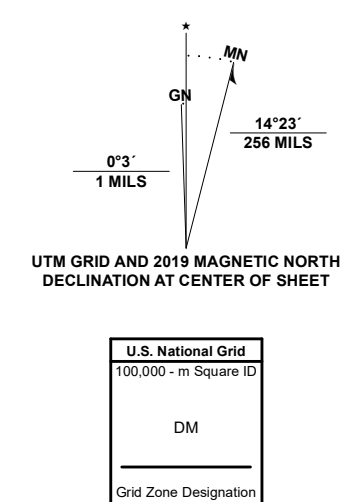 ★
MN
GN
14°23´
256 MILS
0°3´
1 MILS
UTM GRID AND 2019 MAGNETIC NORTH
DECLINATION AT CENTER OF SHEET
U.S. National Grid
100,000 - m Square ID
DM
Grid Zone Designation